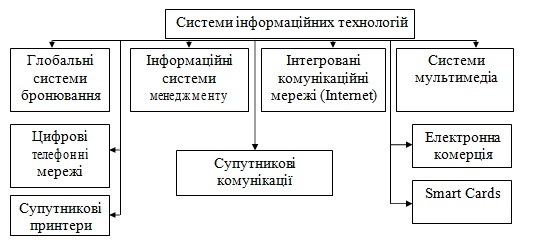 Системи інформаційних технологій
Глобальні
системи
бронювання
Інформаційні
системи
менеджменту
Інтегровані
комунікаційні
мережі (Internet)
Системи
мультимедіа
Цифрові
телефонні
мережі
Супутникові
комунікації
Електронна
комерція
Супутникові
принтери
Smart Cards